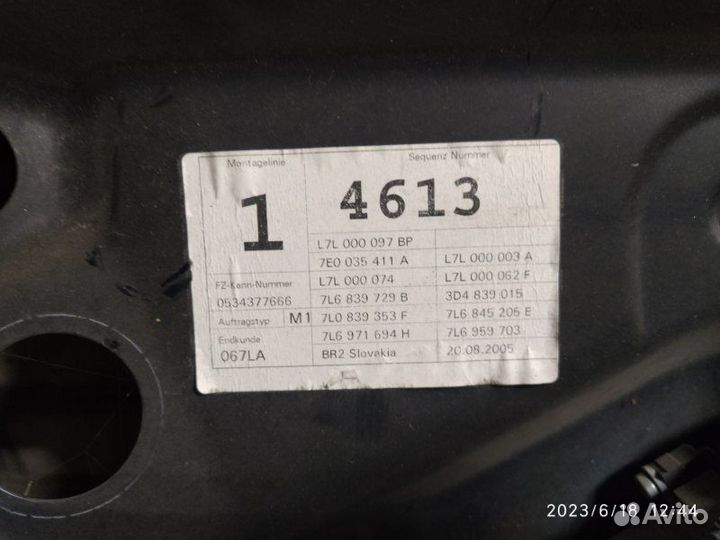 Montagelinie
Sequenz Nummer
1
4613
L7L 000 097 BP
7E0 035 411 A
L7L 000 003 A
FZ-Kenn-Nummer
L7L 000 074
L7L 000 062 F
0534377666
7L6 839 729 B
3D4 839 015
Auftragstyp M1
7L0 839 353 F
7L6 845 205 E
Endkunde
7L6 971 694 H
7L6 959 703
067LA
BR2 Slovakia
20.08.2005
2023/6/18 12:44
Avito